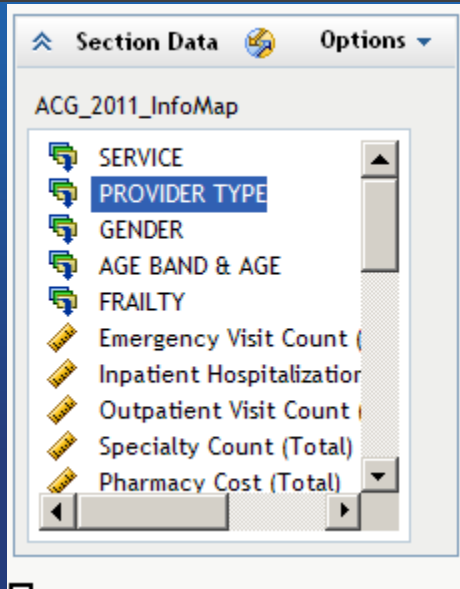 Section Data Options
ACG_2011_InfoMap
SERVICE
PROVIDER TYPE
GENDER
AGE BAND & AGE
FRAILTY
Emergency Visit Count (
Inpatient Hospitalization
Outpatient Visit Count (
Specialty Count (Total)
Pharmacy Cost (Total)